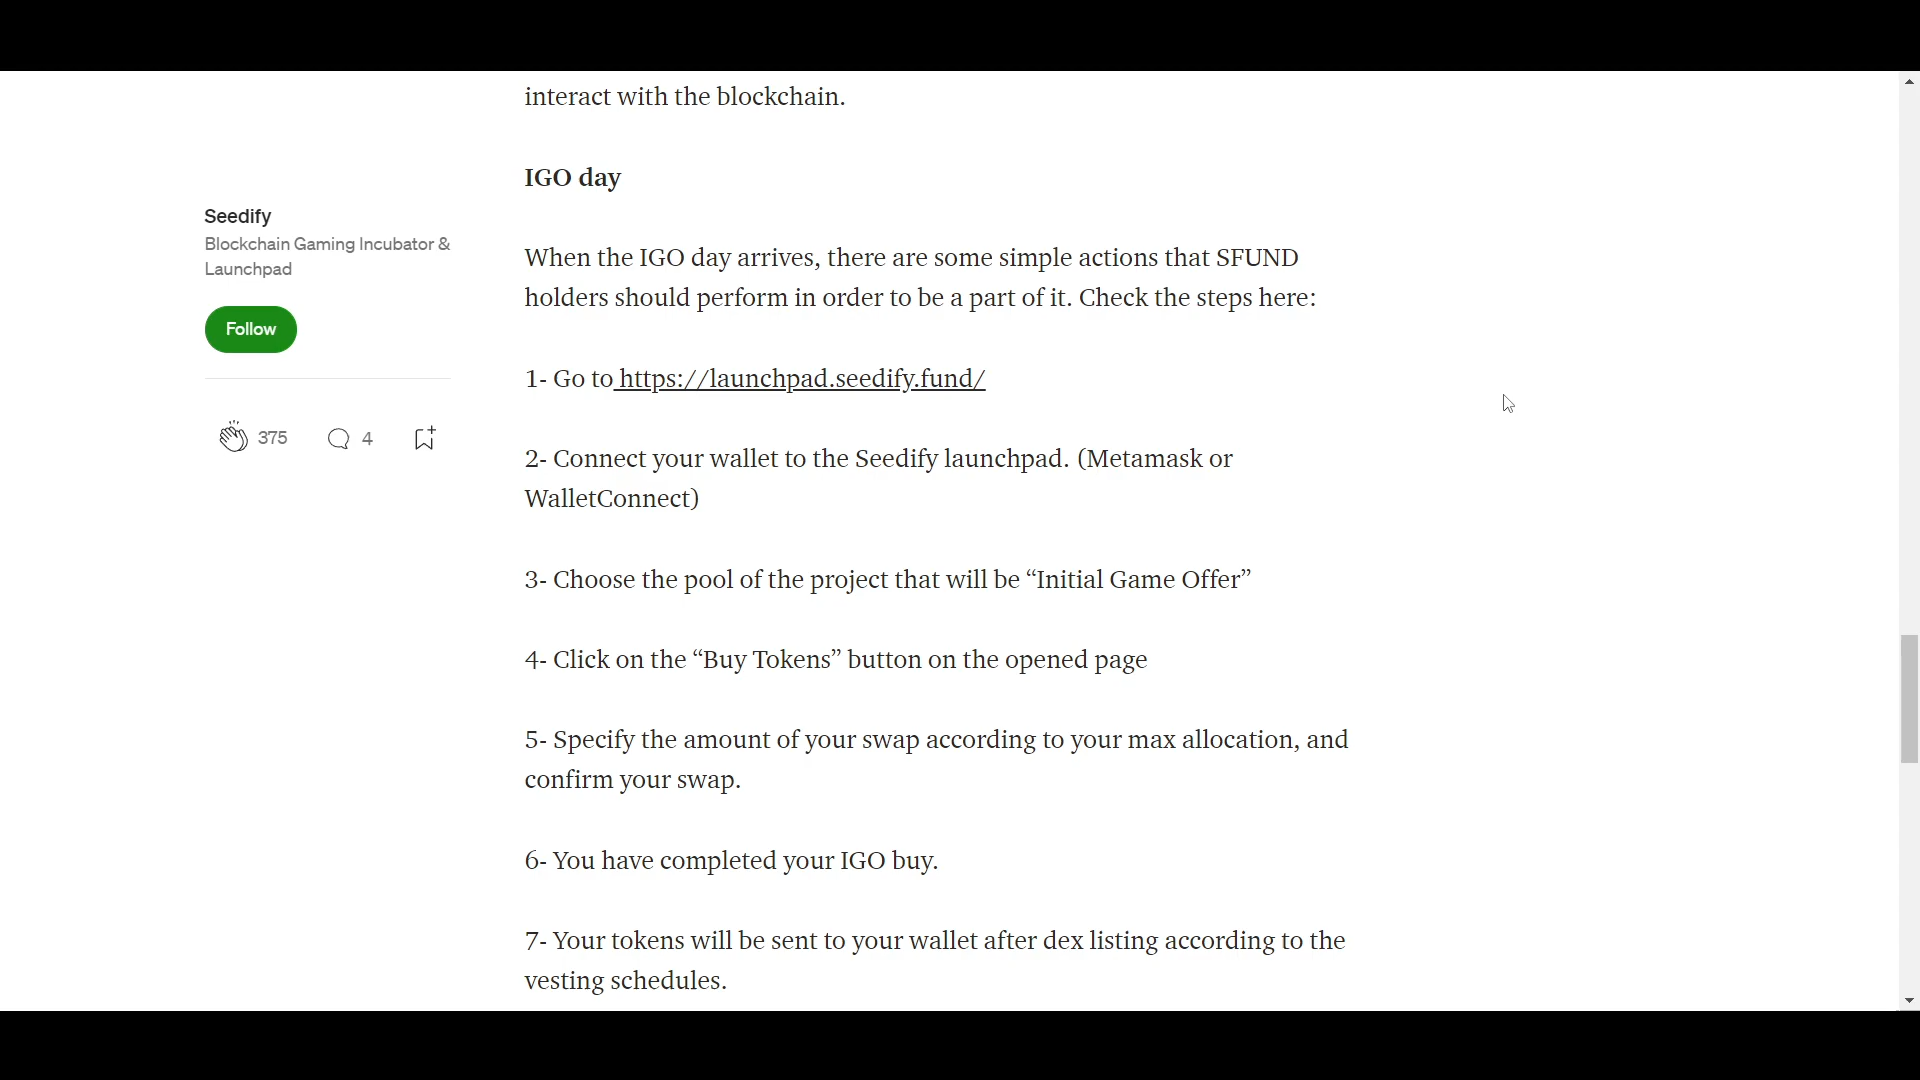 interact with the blockchain.
IGO day
Seedify
Blockchain Gaming Incubator &
Launchpad
Follow
375
4
When the IGO day arrives, there are some simple actions that SFUND
holders should perform in order to be a part of it. Check the steps here:
1- Go to https://launchpad.seedify.fund/
2- Connect your wallet to the Seedify launchpad. (Metamask or
WalletConnect)
3- Choose the pool of the project that will be “Initial Game Offer”
4- Click on the “Buy Tokens” button on the opened page
5- Specify the amount of your swap according to your max allocation, and
confirm your swap.
6- You have completed your IGO buy.
7- Your tokens will be sent to your wallet after dex listing according to the
vesting schedules.